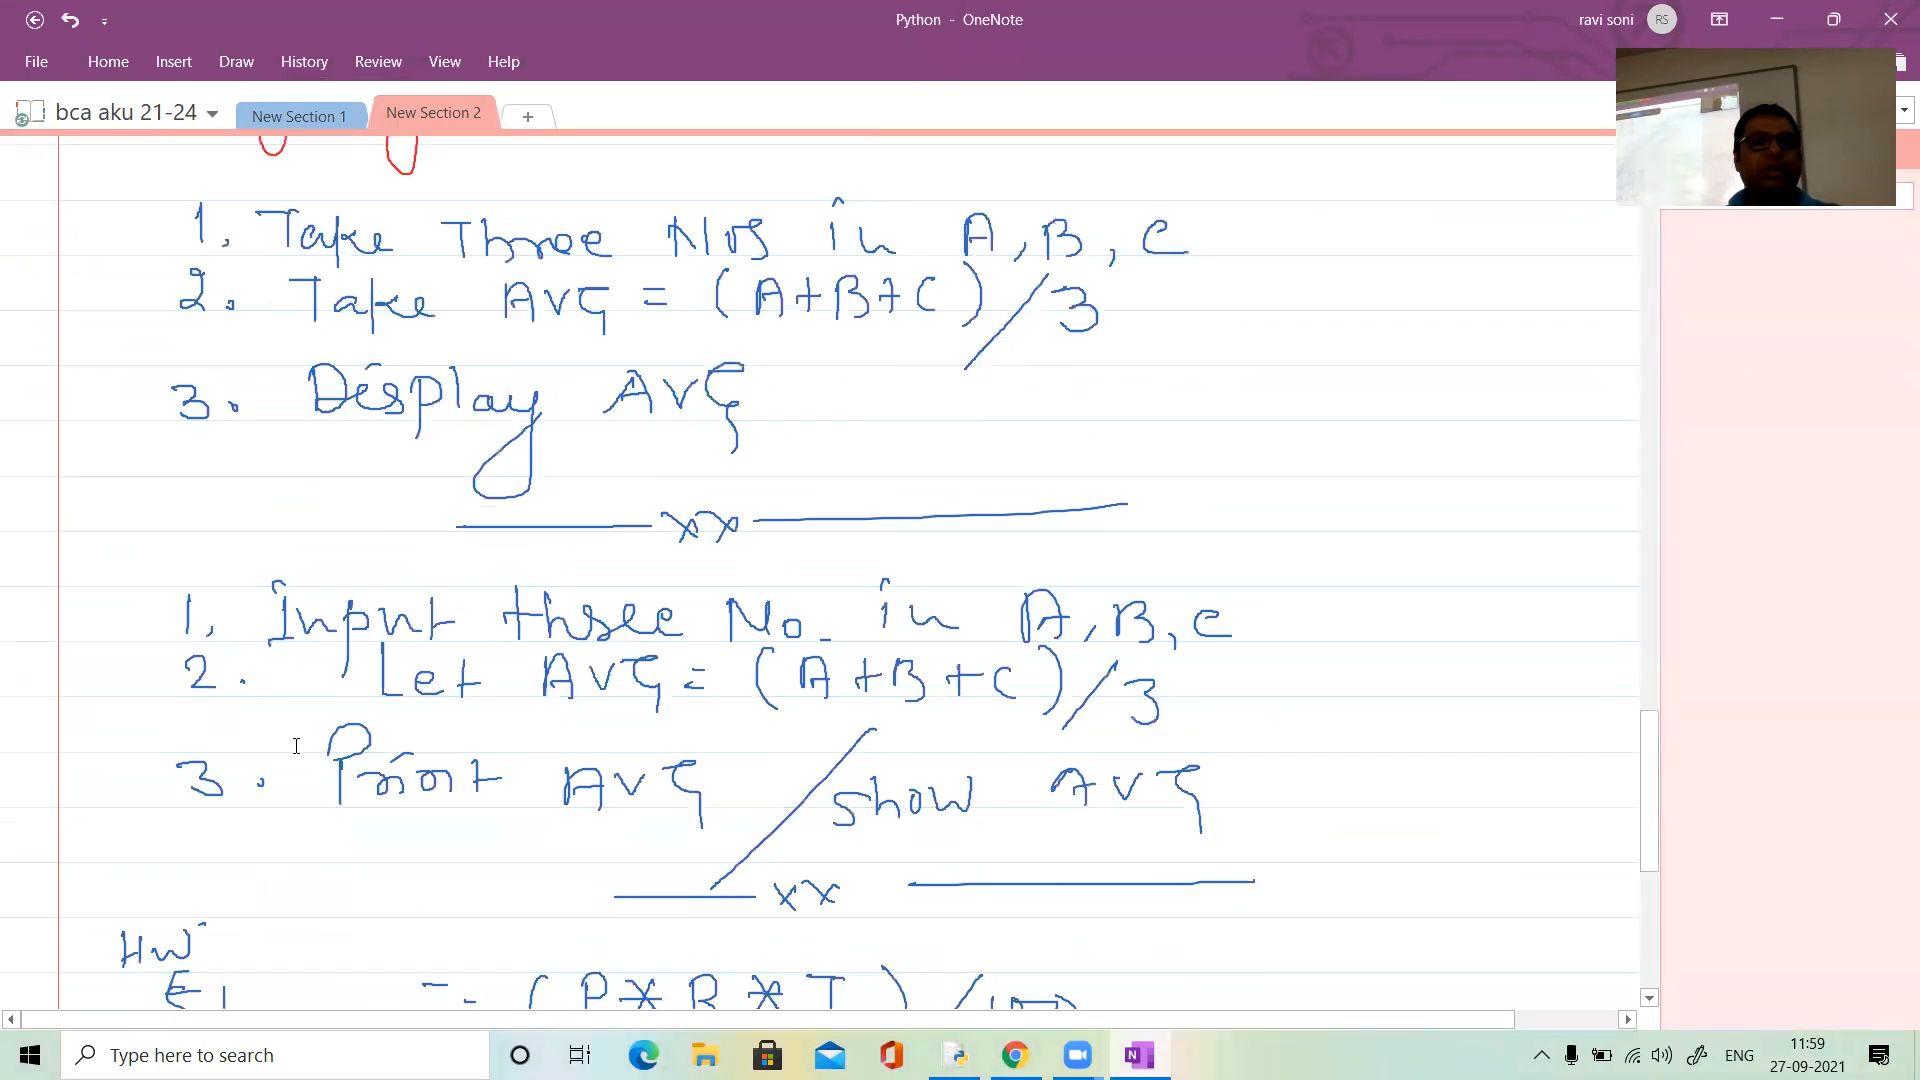 Python - OneNote
ravi soni RS
File Home Insert Draw History Review View Help
bca aku 21-24 New Section 1 New Section 2 +
1. Take Three Nos in A, B, C
2. Take AVG = (A+B+C) / 3
3. Display AVG
xx
1. Input three No. in A, B, C
2. Let AVG = (A+B+C) / 3
3. Print AVG / show AVG
xx
HW
= (P*R*T) / 100
Type here to search
ENG
11:59
27-09-2021